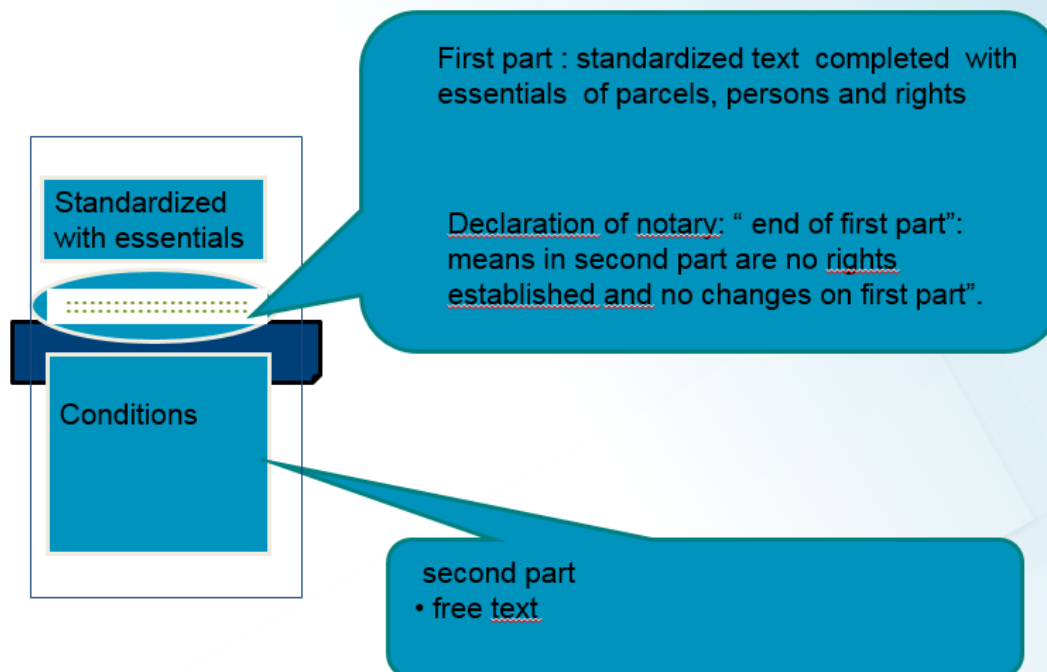 First part : standardized text completed with
essentials of parcels, persons and rights
Standardized
with essentials
Declaration of notary: “ end of first part”:
means in second part are no rights
established and no changes on first part”.
Conditions
second part
• free text